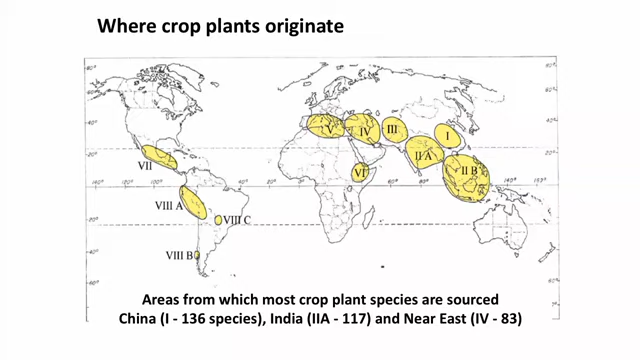 Where crop plants originate
V
IV
III
I
II A
II B
VI
VII
VIII A
VIII C
VIII B
Areas from which most crop plant species are sourced
China (I - 136 species), India (IIA - 117) and Near East (IV - 83)